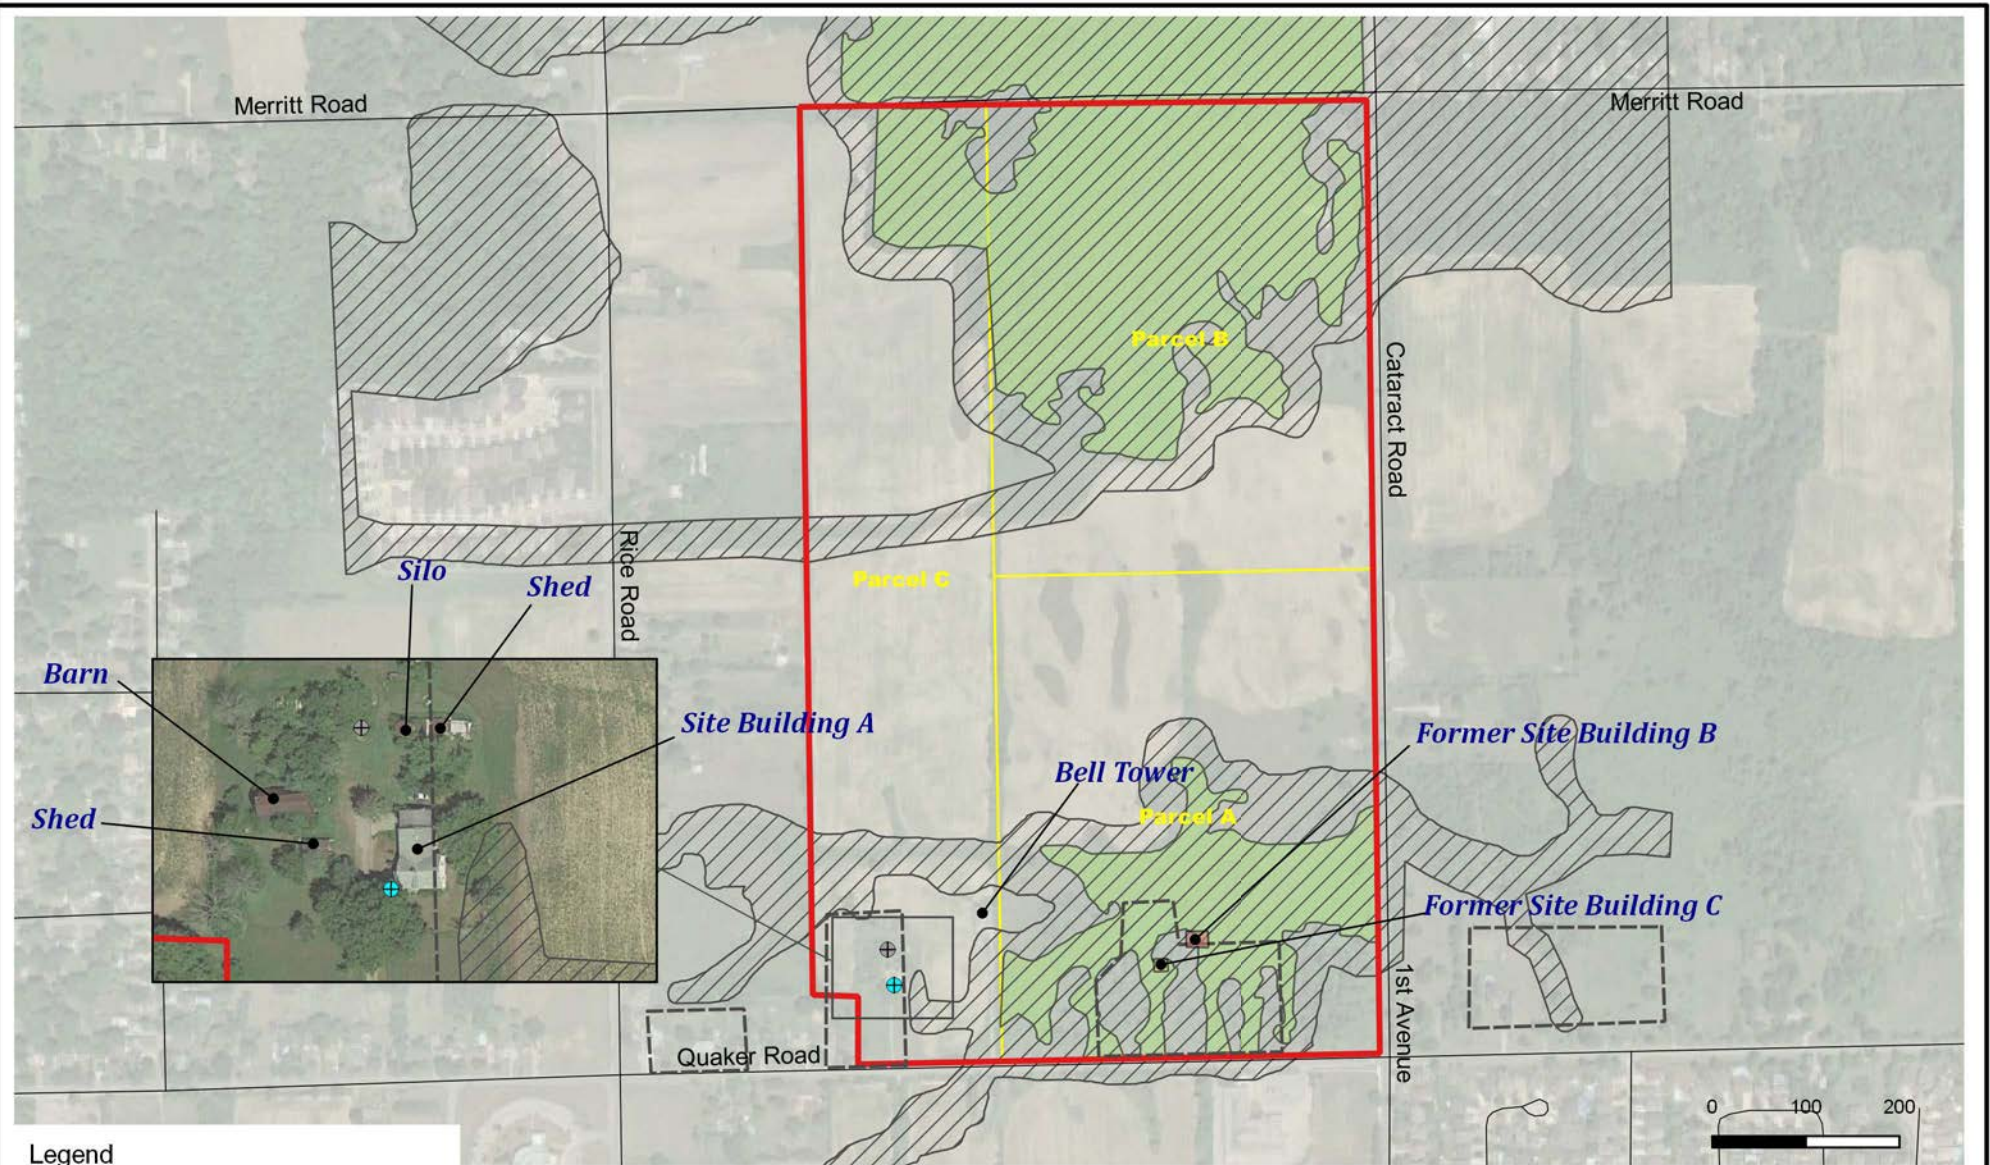 Merritt Road
Merritt Road
Parcel B
Cataract Road
Rice Road
Silo
Shed
Parcel C
Barn
Site Building A
Former Site Building B
Bell Tower
Shed
Parcel A
Former Site Building C
1st Avenue
Quaker Road
0 100 200
Legend